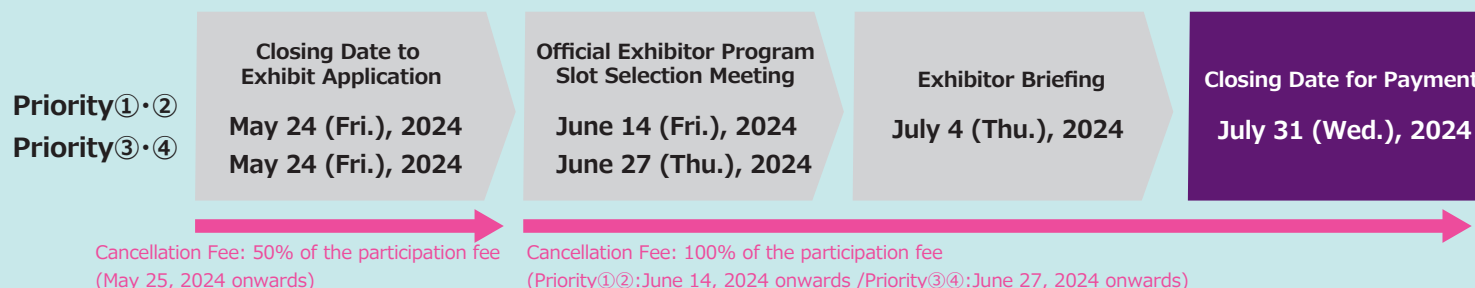 Priority①・②
Priority③・④
Closing Date to
Exhibit Application
May 24 (Fri.), 2024
May 24 (Fri.), 2024
Official Exhibitor Program
Slot Selection Meeting
June 14 (Fri.), 2024
June 27 (Thu.), 2024
Exhibitor Briefing
July 4 (Thu.), 2024
Closing Date for Payment
July 31 (Wed.), 2024
Cancellation Fee: 50% of the participation fee
(May 25, 2024 onwards)
Cancellation Fee: 100% of the participation fee
(Priority①②:June 14, 2024 onwards /Priority③④:June 27, 2024 onwards)